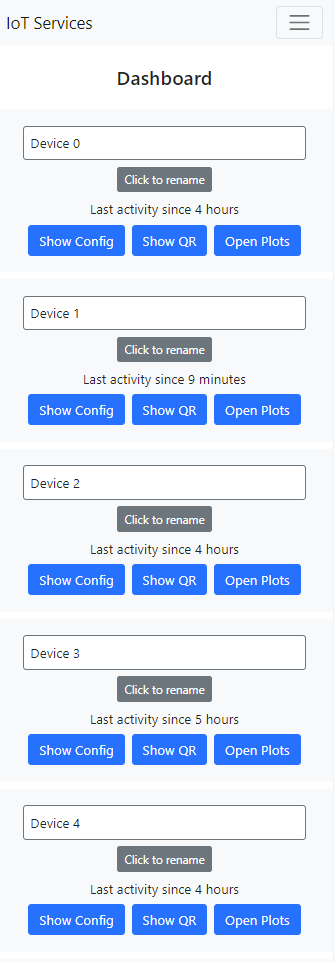 IoT Services
Dashboard
Device 0
Click to rename
Last activity since 4 hours
Show Config Show QR Open Plots
Device 1
Click to rename
Last activity since 9 minutes
Show Config Show QR Open Plots
Device 2
Click to rename
Last activity since 4 hours
Show Config Show QR Open Plots
Device 3
Click to rename
Last activity since 5 hours
Show Config Show QR Open Plots
Device 4
Click to rename
Last activity since 4 hours
Show Config Show QR Open Plots